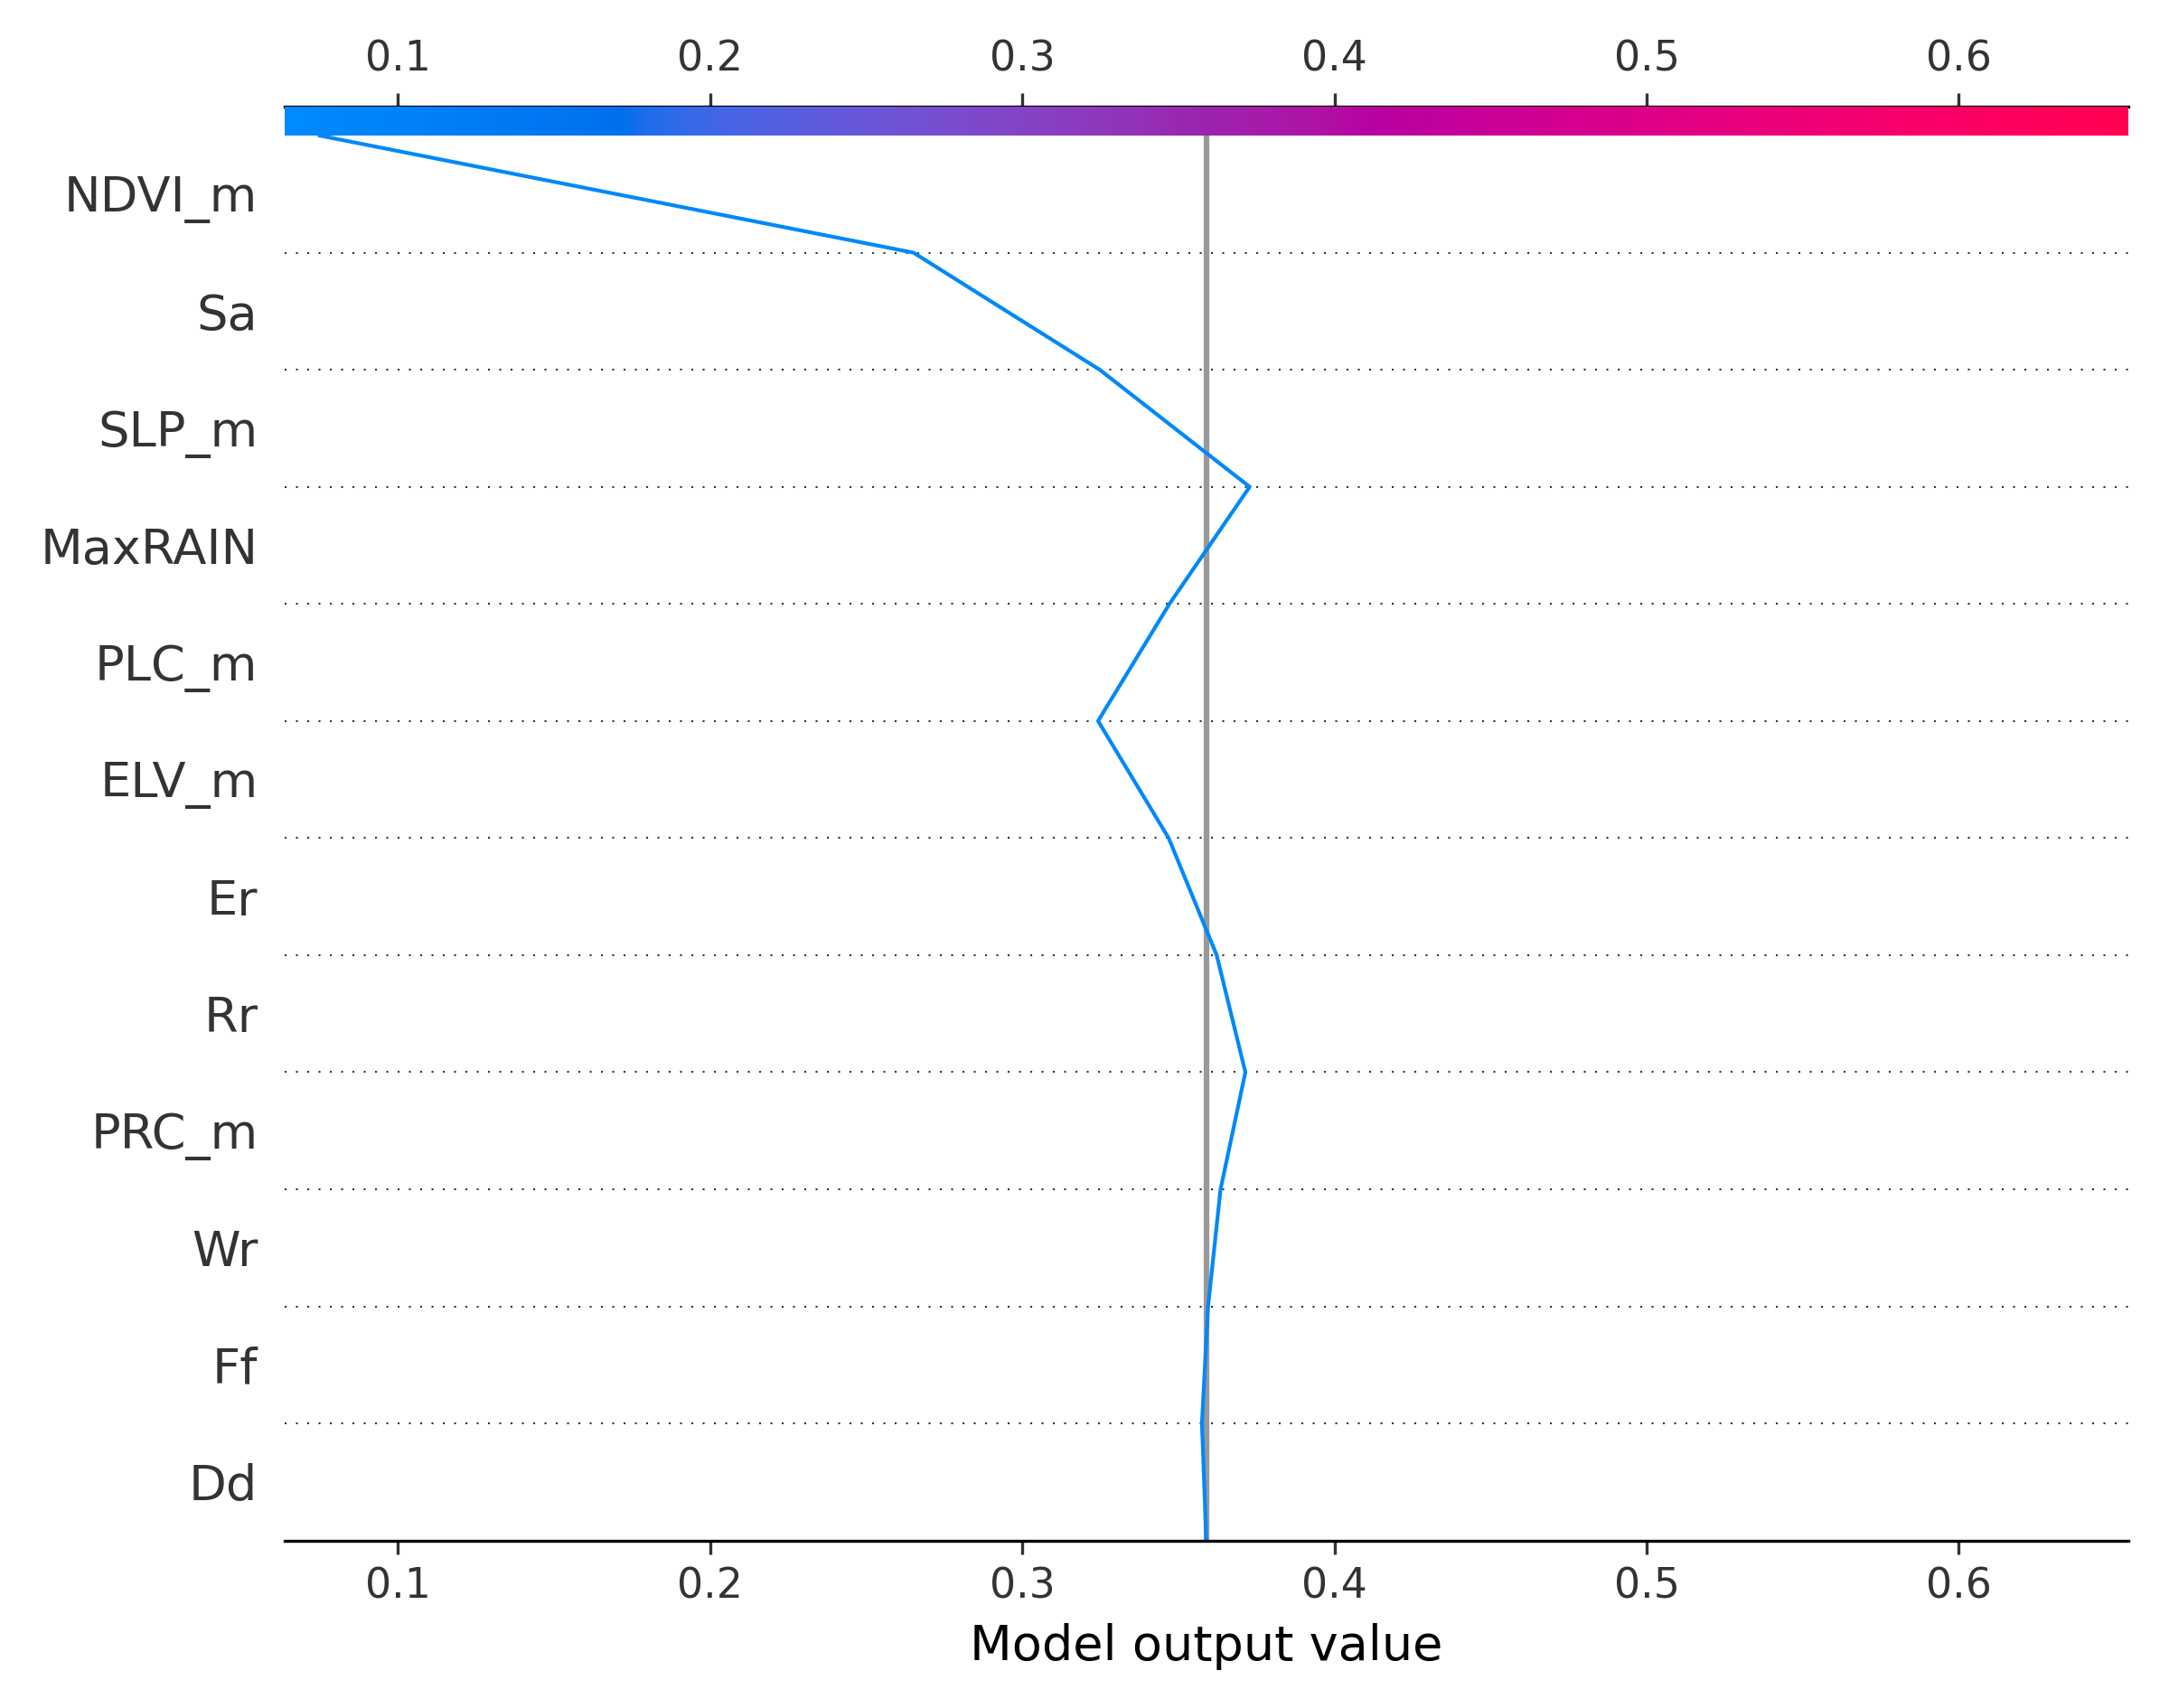 0.1 0.2 0.3 0.4 0.5 0.6
NDVI_m
Sa
SLP_m
MaxRAIN
PLC_m
ELV_m
Er
Rr
PRC_m
Wr
Ff
Dd
0.1 0.2 0.3 0.4 0.5 0.6
Model output value